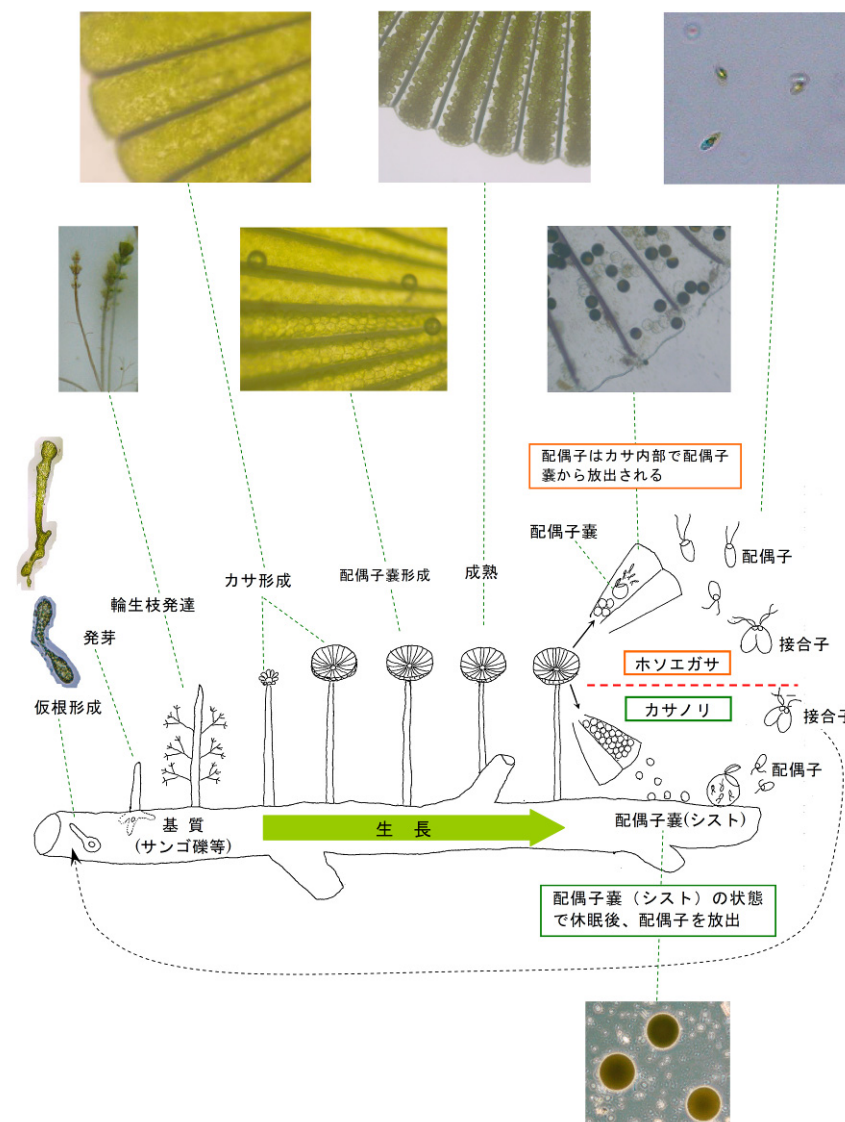 配偶子はカサ内部で配偶子
嚢から放出される
配偶子嚢
配偶子
カサ形成
配偶子嚢形成
成熟
輪生枝発達
発芽
接合子
ホソエガサ
仮根形成
カサノリ
接合子
配偶子
基質
(サンゴ礫等)
生長
配偶子嚢(シスト)
配偶子嚢(シスト)の状態
で休眠後、配偶子を放出